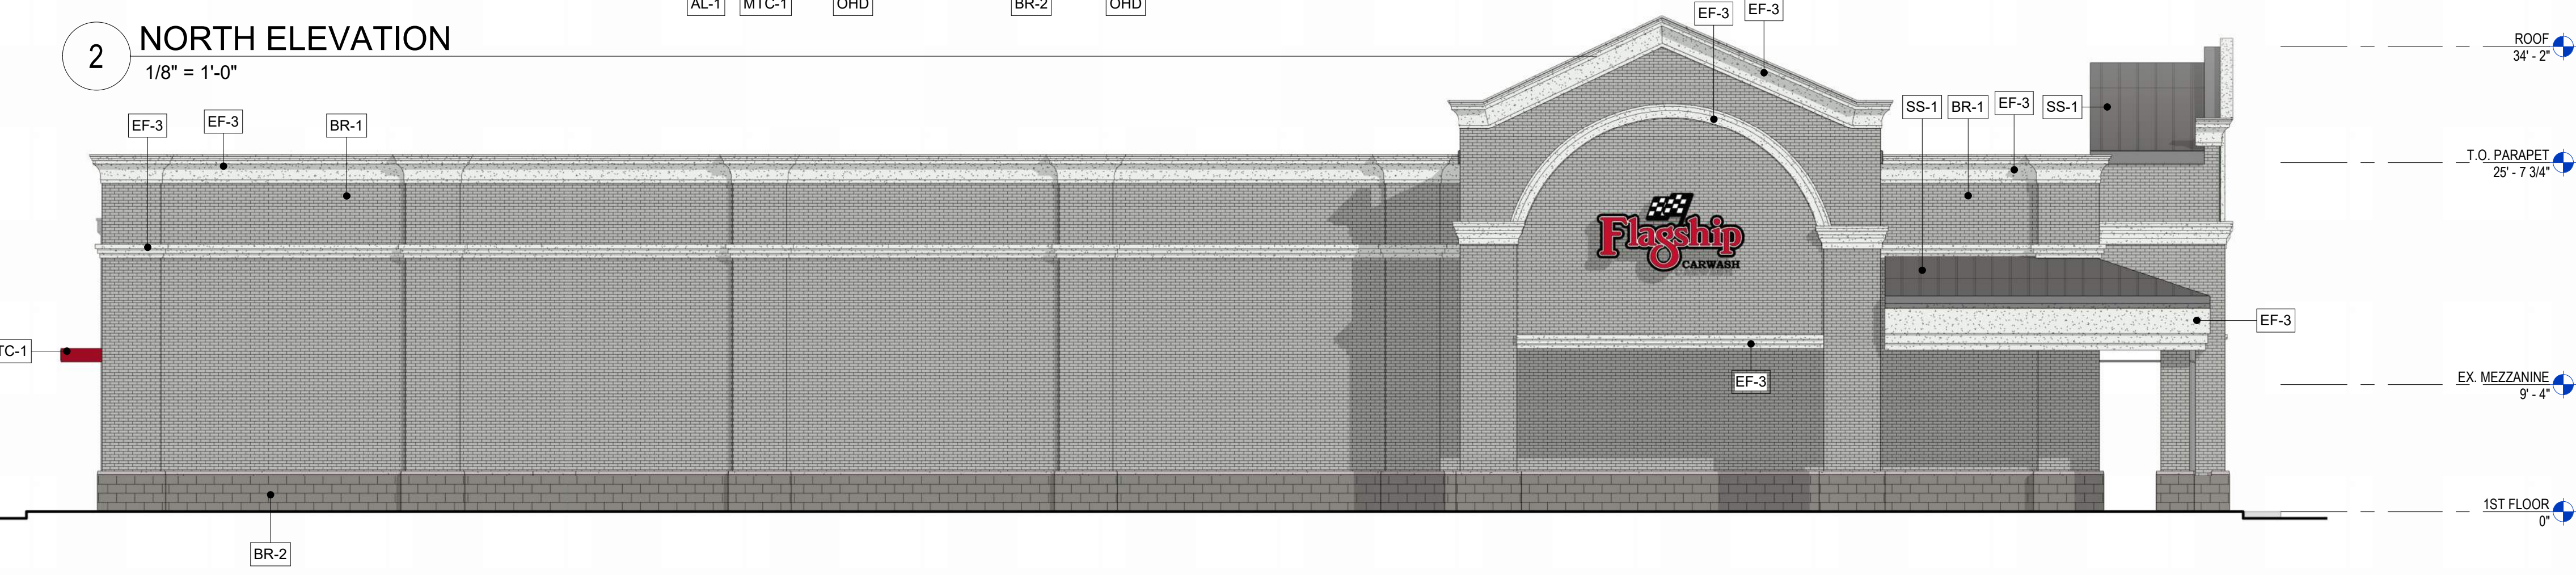 AL-1 MTC-1 OHD BR-2 OHD
2 NORTH ELEVATION
1/8" = 1'-0"
EF-3 EF-3
ROOF
34' - 2"
EF-3 EF-3 BR-1
SS-1 BR-1 EF-3 SS-1
T.O. PARAPET
25' - 7 3/4"
Flagship
CARWASH
EF-3
TC-1
EF-3
EX. MEZZANINE
9' - 4"
1ST FLOOR
0"
BR-2